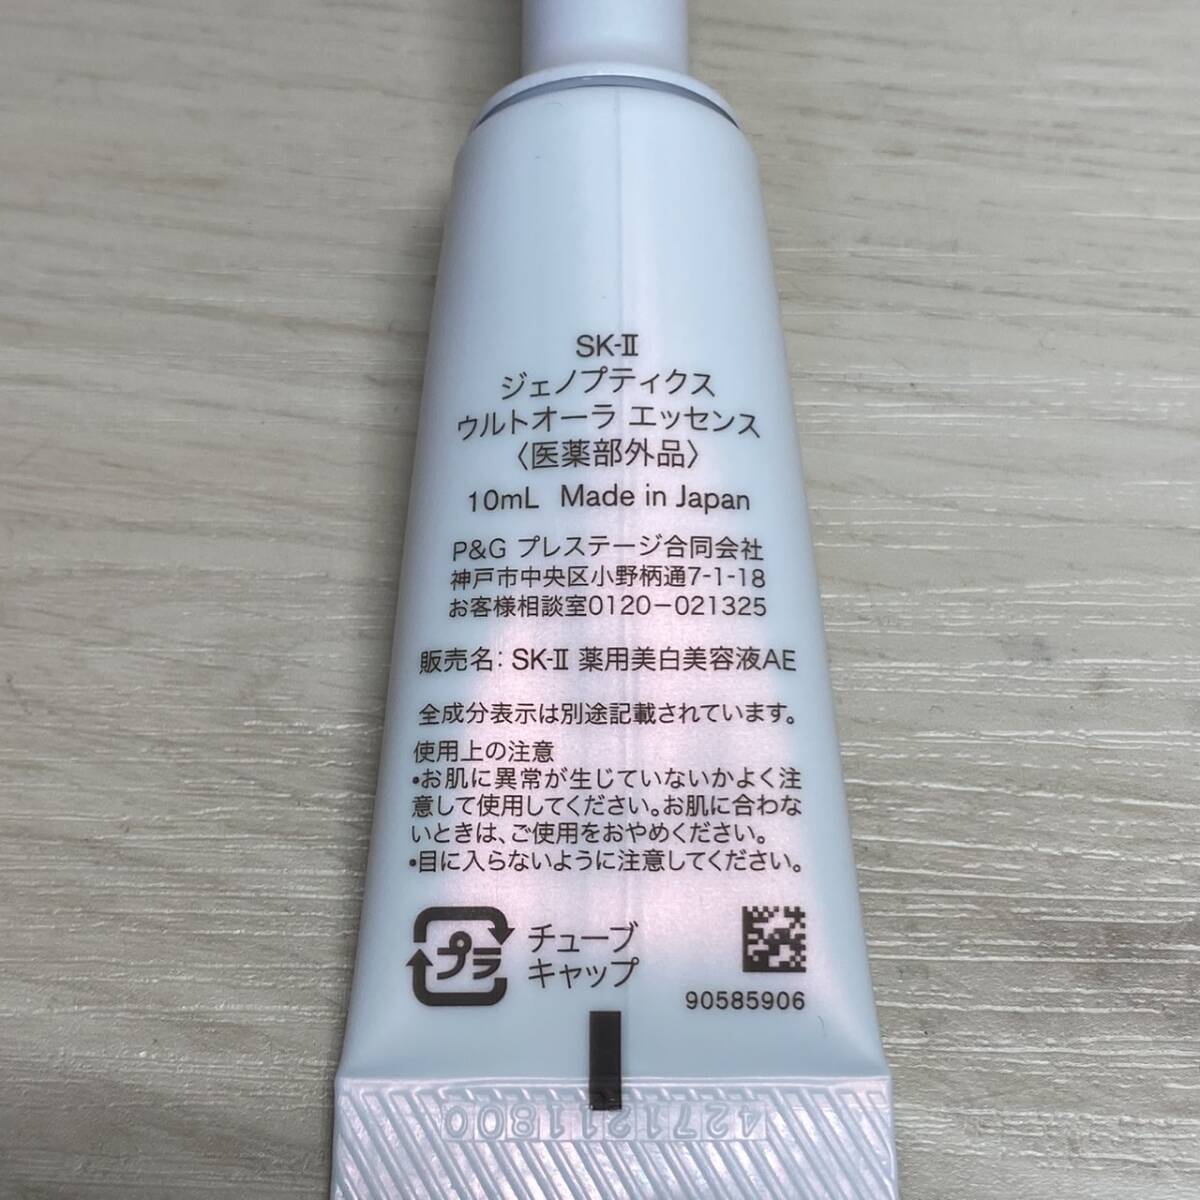 SK-Ⅱ
ジェノプティクス
ウルトオーラ エッセンス
〈医薬部外品〉
10mL Made in Japan
P&G プレステージ合同会社
神戸市中央区小野柄通7-1-18
お客様相談室0120-021325
販売名: SK-Ⅱ 薬用美白美容液AE
全成分表示は別途記載されています。
使用上の注意
•お肌に異常が生じていないかよく注
意して使用してください。お肌に合わな
いときは、ご使用をおやめください。
•目に入らないように注意してください。
プラ
チューブ
キャップ
90585906
4271211800